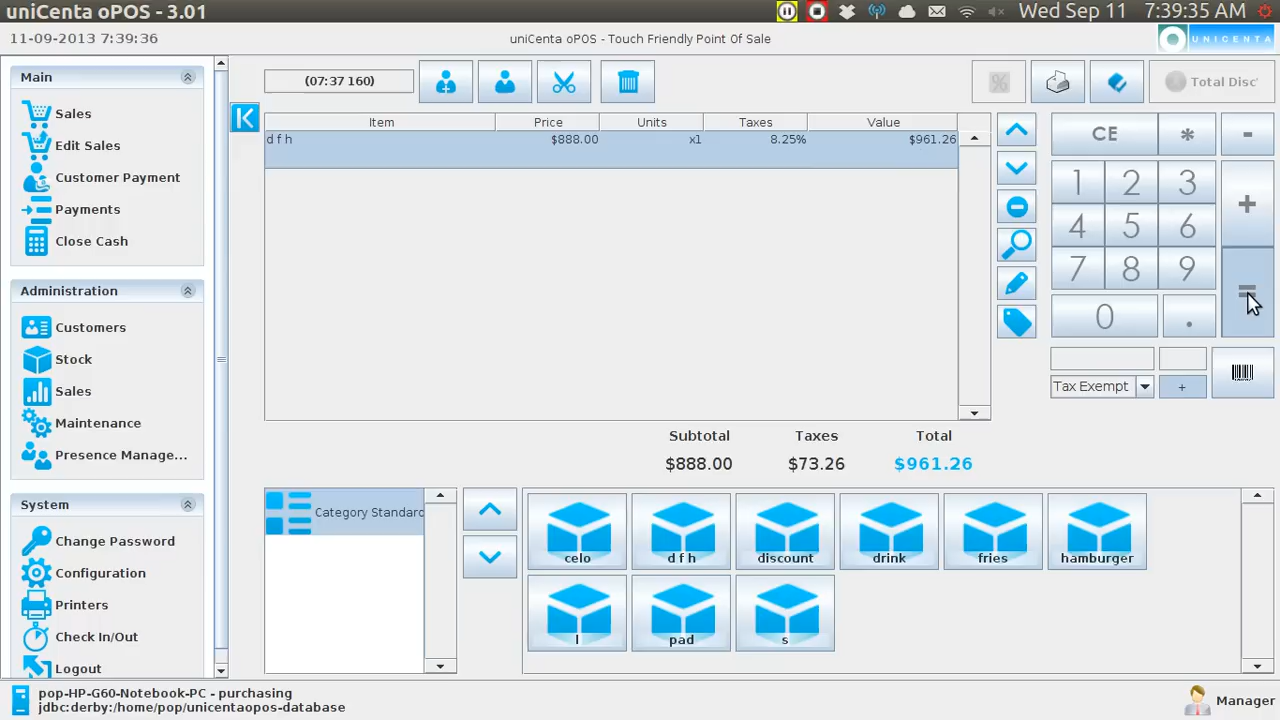 uniCenta oPOS - 3.01
Wed Sep 11 7:39:35 AM
11-09-2013 7:39:36
uniCenta oPOS - Touch Friendly Point Of Sale
UNICENTA
Main
Sales
Edit Sales
Customer Payment
Payments
Close Cash
Administration
Customers
Stock
Sales
Maintenance
Presence Manage...
System
Change Password
Configuration
Printers
Check In/Out
Logout
(07:37 160)
%
Total Disc
Item Price Units Taxes Value
d f h $888.00 x1 8.25% $961.26
CE * -
1 2 3 +
4 5 6
7 8 9 =
0 .
Tax Exempt +
Subtotal Taxes Total
$888.00 $73.26 $961.26
Category Standard
celo d f h discount drink fries hamburger
l pad s
pop-HP-G60-Notebook-PC - purchasing
jdbc:derby:/home/pop/unicentaopos-database
Manager